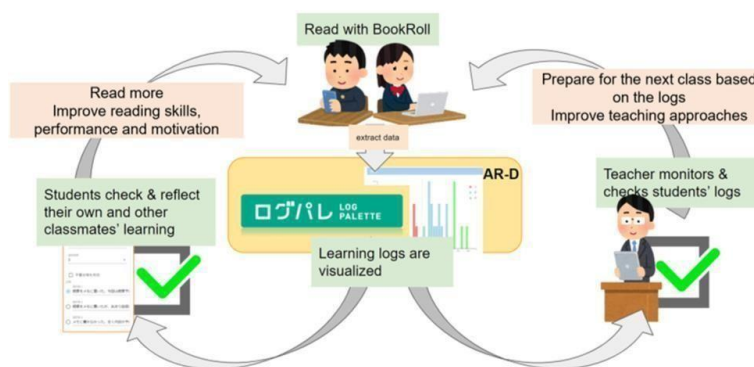 Read with BookRoll
Read more
Improve reading skills,
performance and motivation
Prepare for the next class based
on the logs
Improve teaching approaches
extract data
AR-D
ログパレ LOG
PALETTE
Students check & reflect
their own and other
classmates' learning
Teacher monitors &
checks students' logs
Learning logs are
visualized